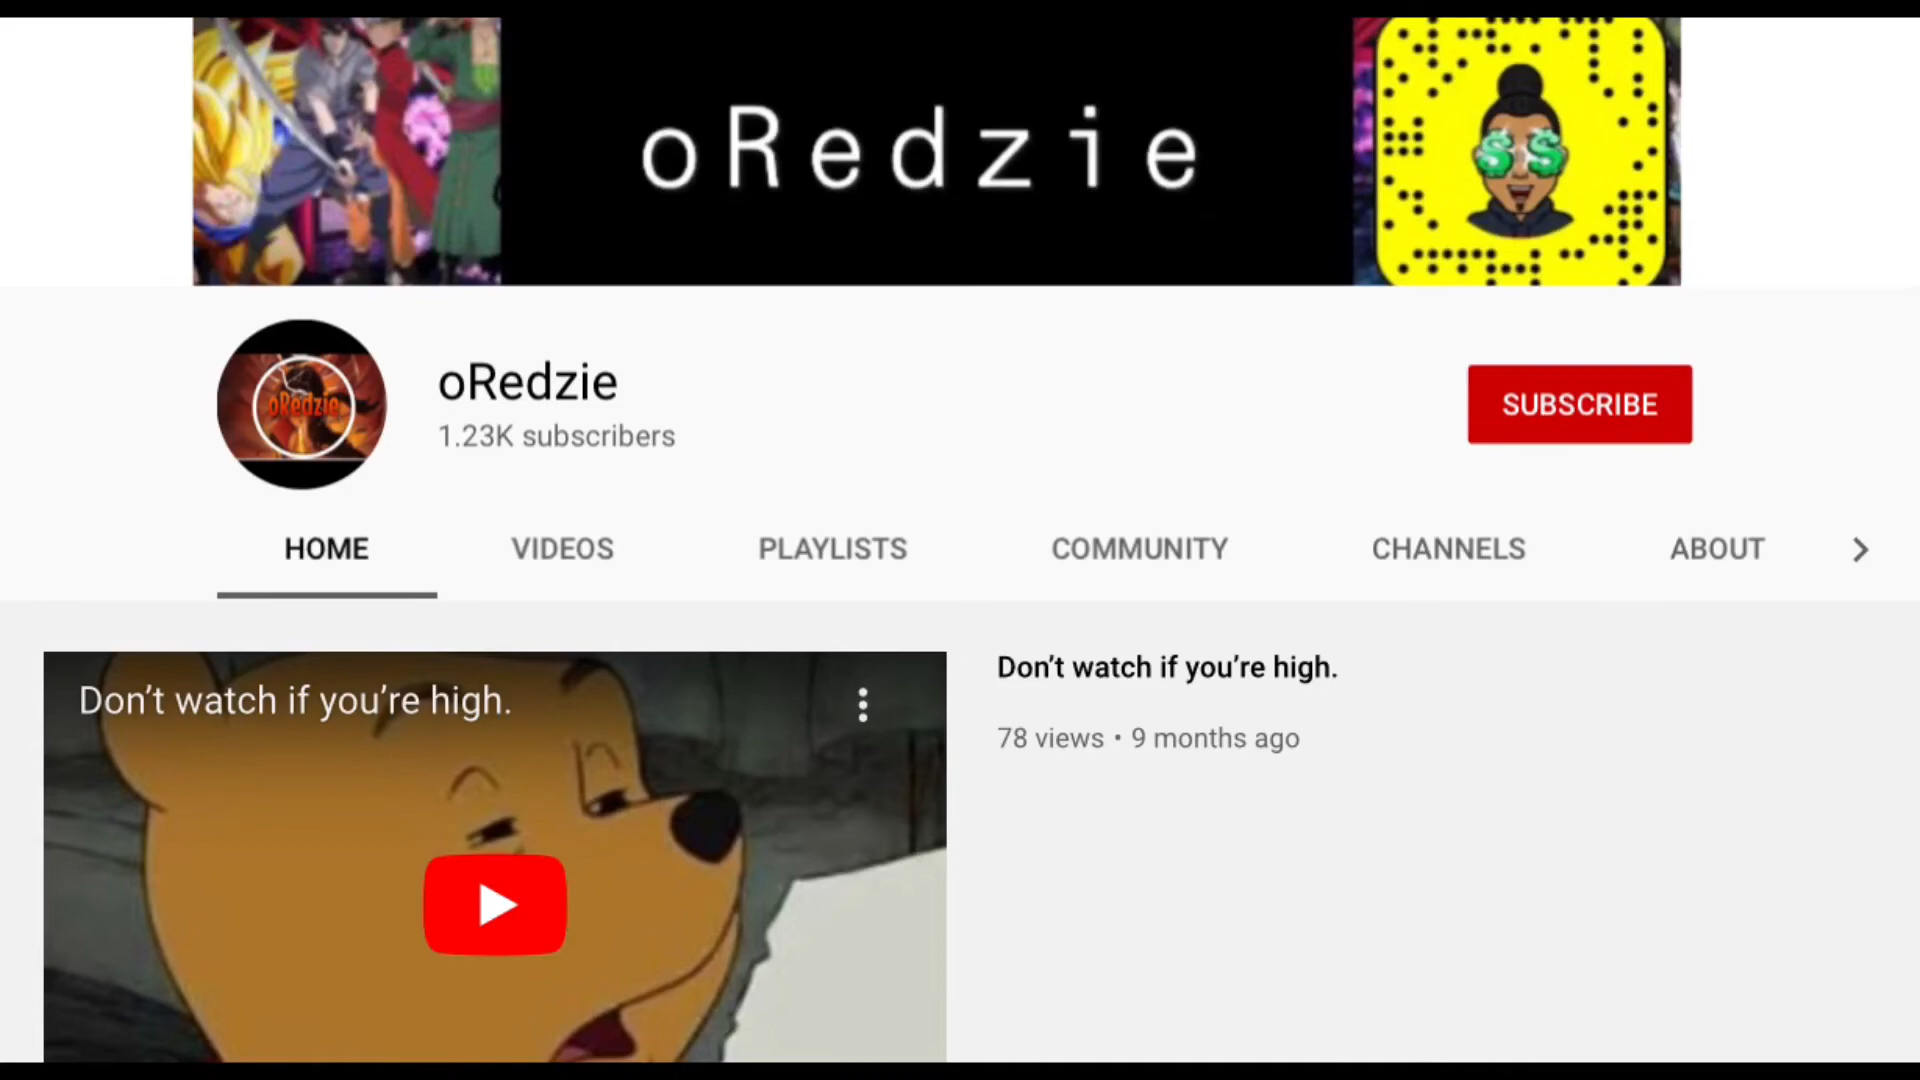 oRedzie
oRedzie
oRedzie
1.23K subscribers
SUBSCRIBE
HOME
VIDEOS
PLAYLISTS
COMMUNITY
CHANNELS
ABOUT
Don’t watch if you’re high.
Don’t watch if you’re high.
78 views • 9 months ago